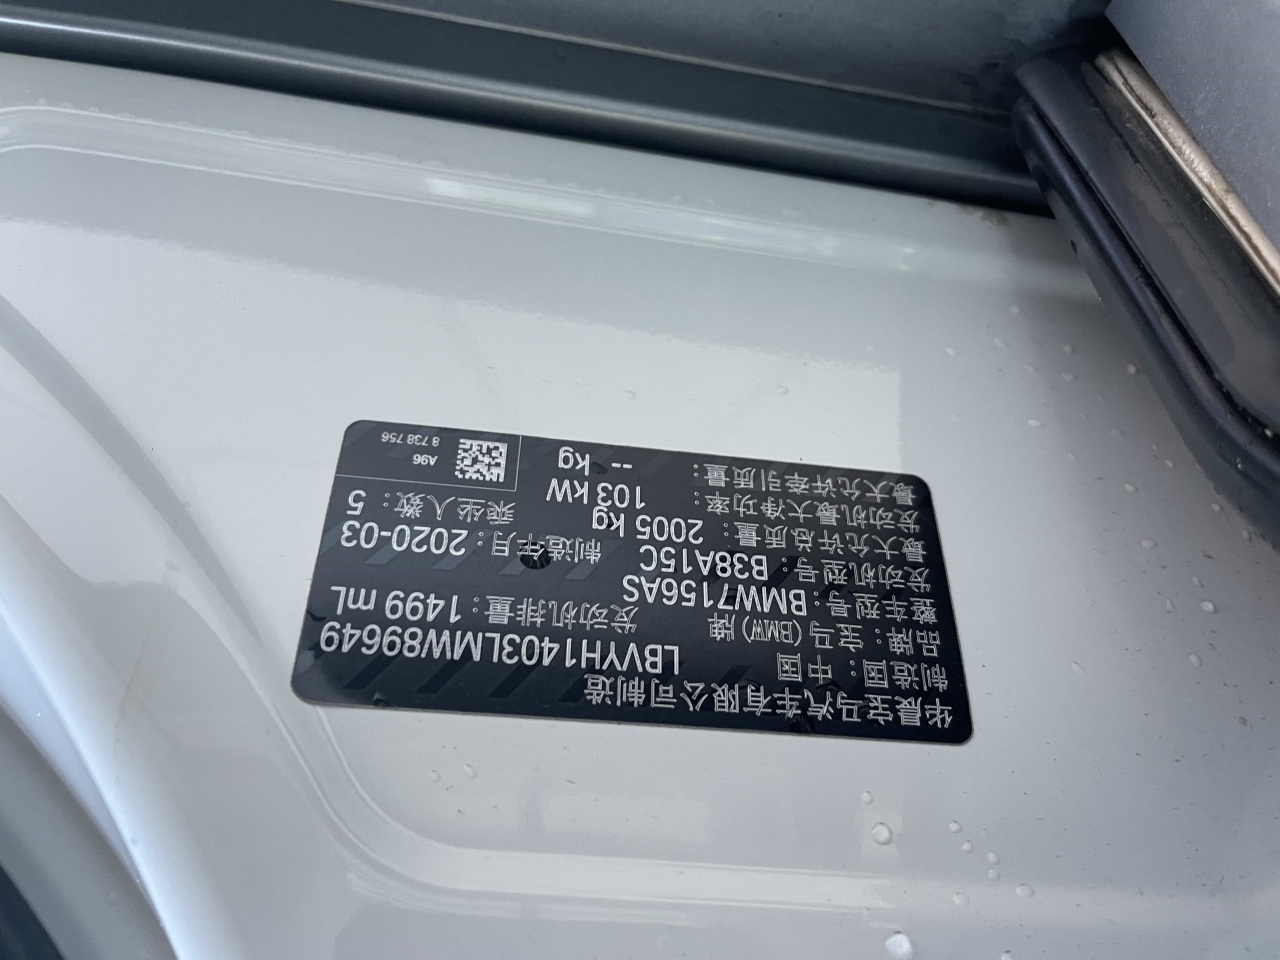 华晨宝马汽车有限公司制造
制造国：中国 LBVYH1403LMW89649
品牌：宝马(BMW)牌 发动机排量：1499 mL
整车型号：BMW7156AS
发动机型号：B38A15C 制造年月：2020-03
最大允许总质量：2005 kg 乘坐人数：5
发动机最大净功率：103 kW
最大允许牵引质量：-- kg
A96
8 738 756